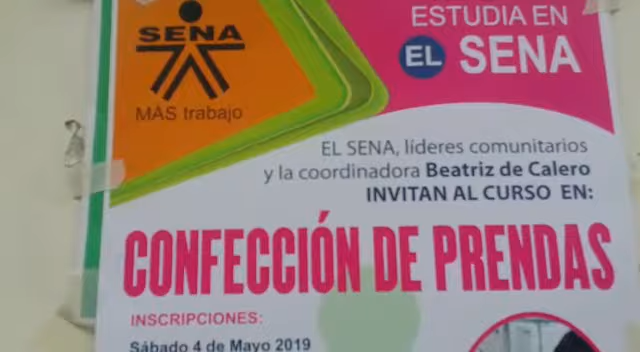 SENA
MÁS trabajo
ESTUDIA EN
EL SENA
EL SENA, líderes comunitarios
y la coordinadora Beatriz de Calero
INVITAN AL CURSO EN:
CONFECCIÓN DE PRENDAS
INSCRIPCIONES:
Sábado 4 de Mayo 2019